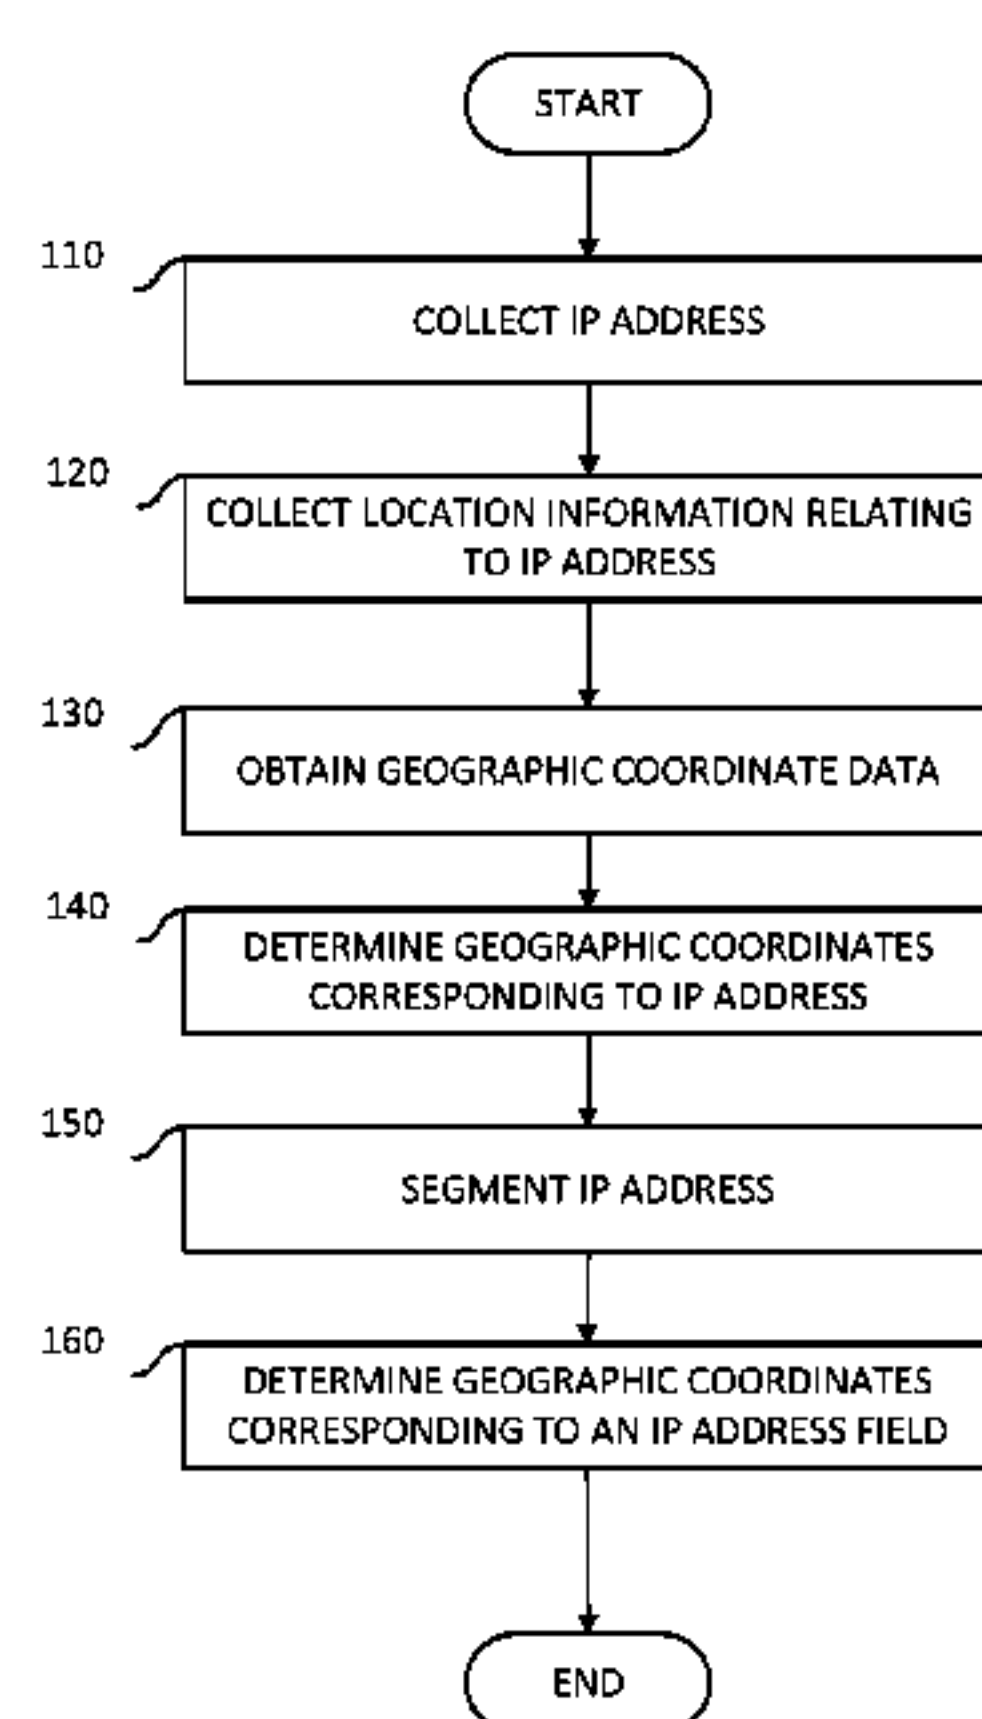 START
110
COLLECT IP ADDRESS
120
COLLECT LOCATION INFORMATION RELATING
TO IP ADDRESS
130
OBTAIN GEOGRAPHIC COORDINATE DATA
140
DETERMINE GEOGRAPHIC COORDINATES
CORRESPONDING TO IP ADDRESS
150
SEGMENT IP ADDRESS
160
DETERMINE GEOGRAPHIC COORDINATES
CORRESPONDING TO AN IP ADDRESS FIELD
END